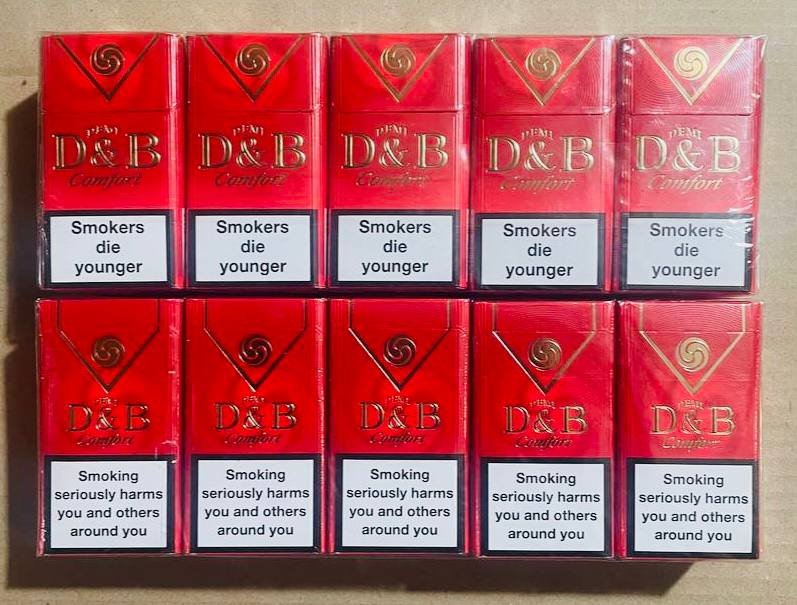 DEMI DEMI DEMI DEMI DEMI
D&B D&B D&B D&B D&B
Comfort Comfort Comfort Comfort Comfort
Smokers Smokers Smokers Smokers Smokers
die die die die die
younger younger younger younger younger
DEMI DEMI DEMI DEMI DEMI
D&B D&B D&B D&B D&B
Comfort Comfort Comfort Comfort Comfort
Smoking Smoking Smoking Smoking Smoking
seriously harms seriously harms seriously harms seriously harms seriously harms
you and others you and others you and others you and others you and others
around you around you around you around you around you